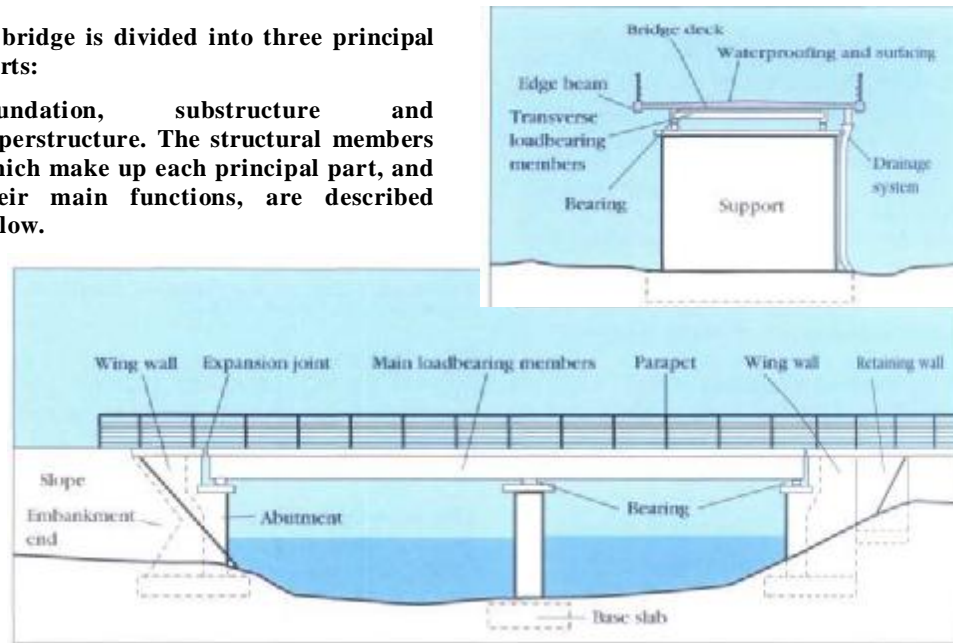 bridge is divided into three principal
rts:
undation, substructure and
perstructure. The structural members
hich make up each principal part, and
eir main functions, are described
low.
Bridge deck
Waterproofing and surfacing
Edge beam
Transverse
loadbearing
members
Bearing
Support
Drainage
system
Wing wall Expansion joint Main loadbearing members Parapet Wing wall Retaining wall
Slope
Embankment
end
Abutment
Bearing
Base slab